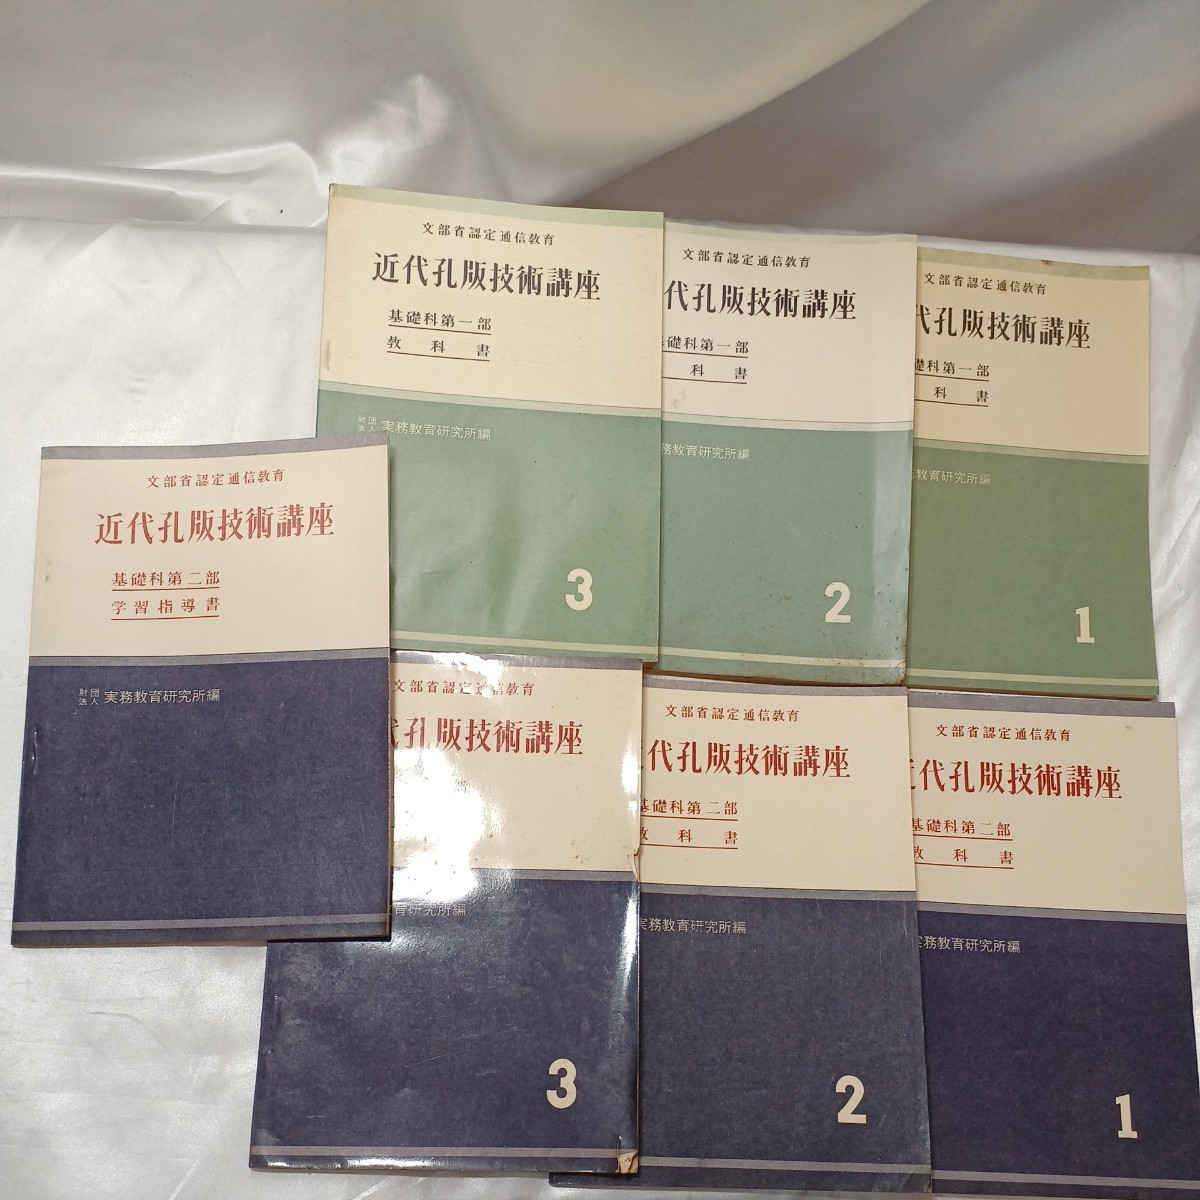 文部省認定通信教育
近代孔版技術講座
基礎科第一部
教科書
財団法人 実務教育研究所編
3
文部省認定通信教育
代孔版技術講座
礎科第一部
科書
務教育研究所編
2
文部省認定通信教育
代孔版技術講座
礎科第一部
科書
教育研究所編
1
文部省認定通信教育
近代孔版技術講座
基礎科第二部
学習指導書
財団法人 実務教育研究所編
文部省認定通信教育
代孔版技術講座
部
育研究所編
3
文部省認定通信教育
代孔版技術講座
基礎科第二部
教科書
実務教育研究所編
2
文部省認定通信教育
近代孔版技術講座
基礎科第二部
教科書
実務教育研究所編
1